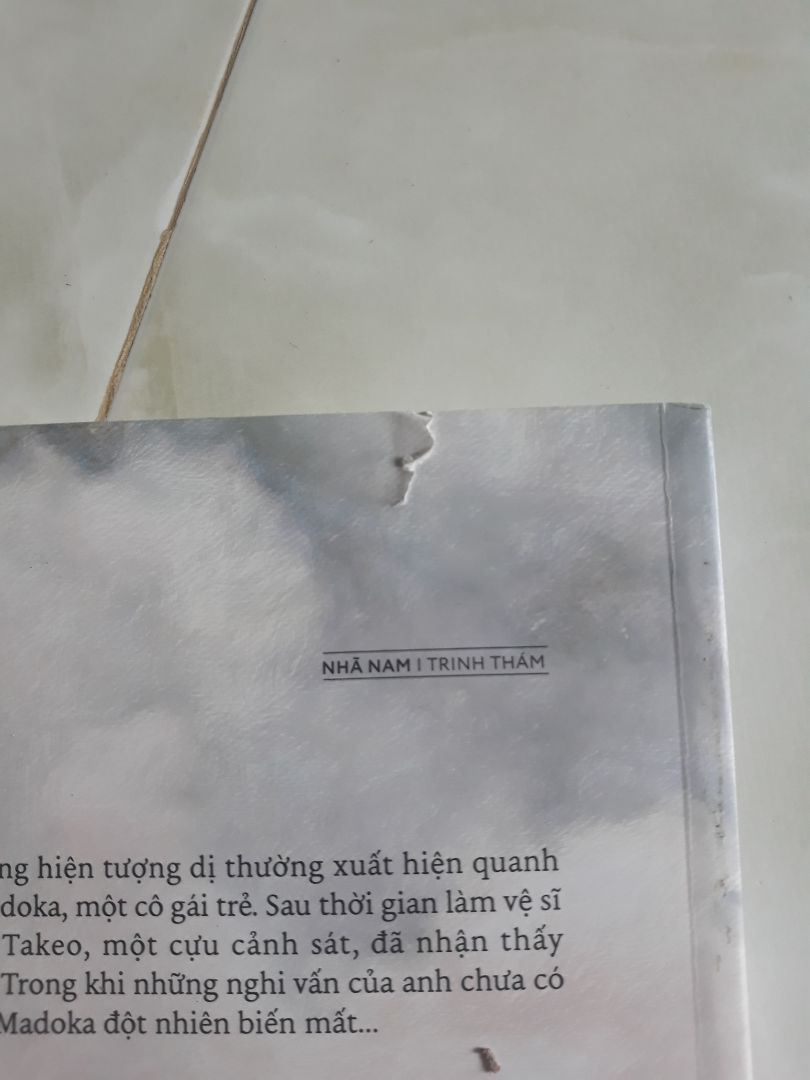 NHÃ NAM | TRINH THÁM
ng hiện tượng dị thường xuất hiện quanh
doka, một cô gái trẻ. Sau thời gian làm vệ sĩ
Takeo, một cựu cảnh sát, đã nhận thấy
Trong khi những nghi vấn của anh chưa có
Madoka đột nhiên biến mất...